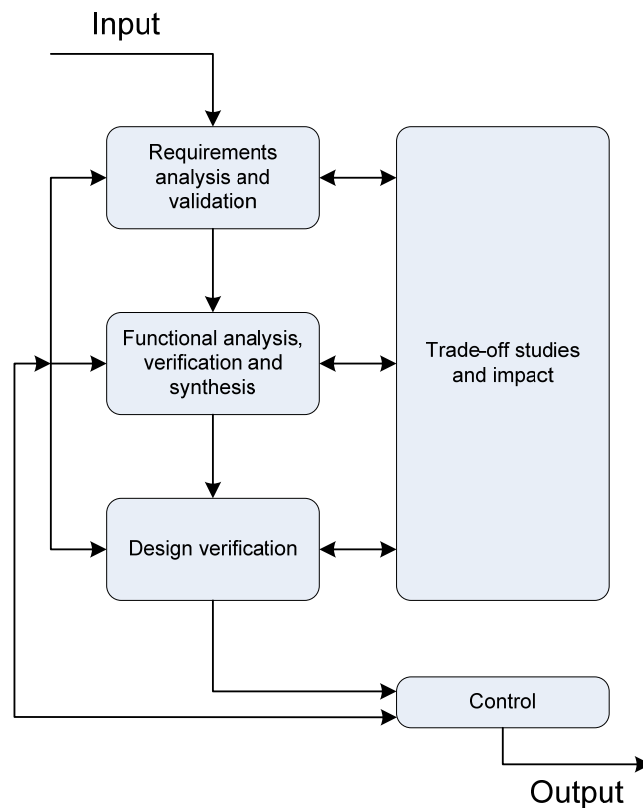 Input
Requirements
analysis and
validation
Functional analysis,
verification and
synthesis
Trade-off studies
and impact
Design verification
Control
Output